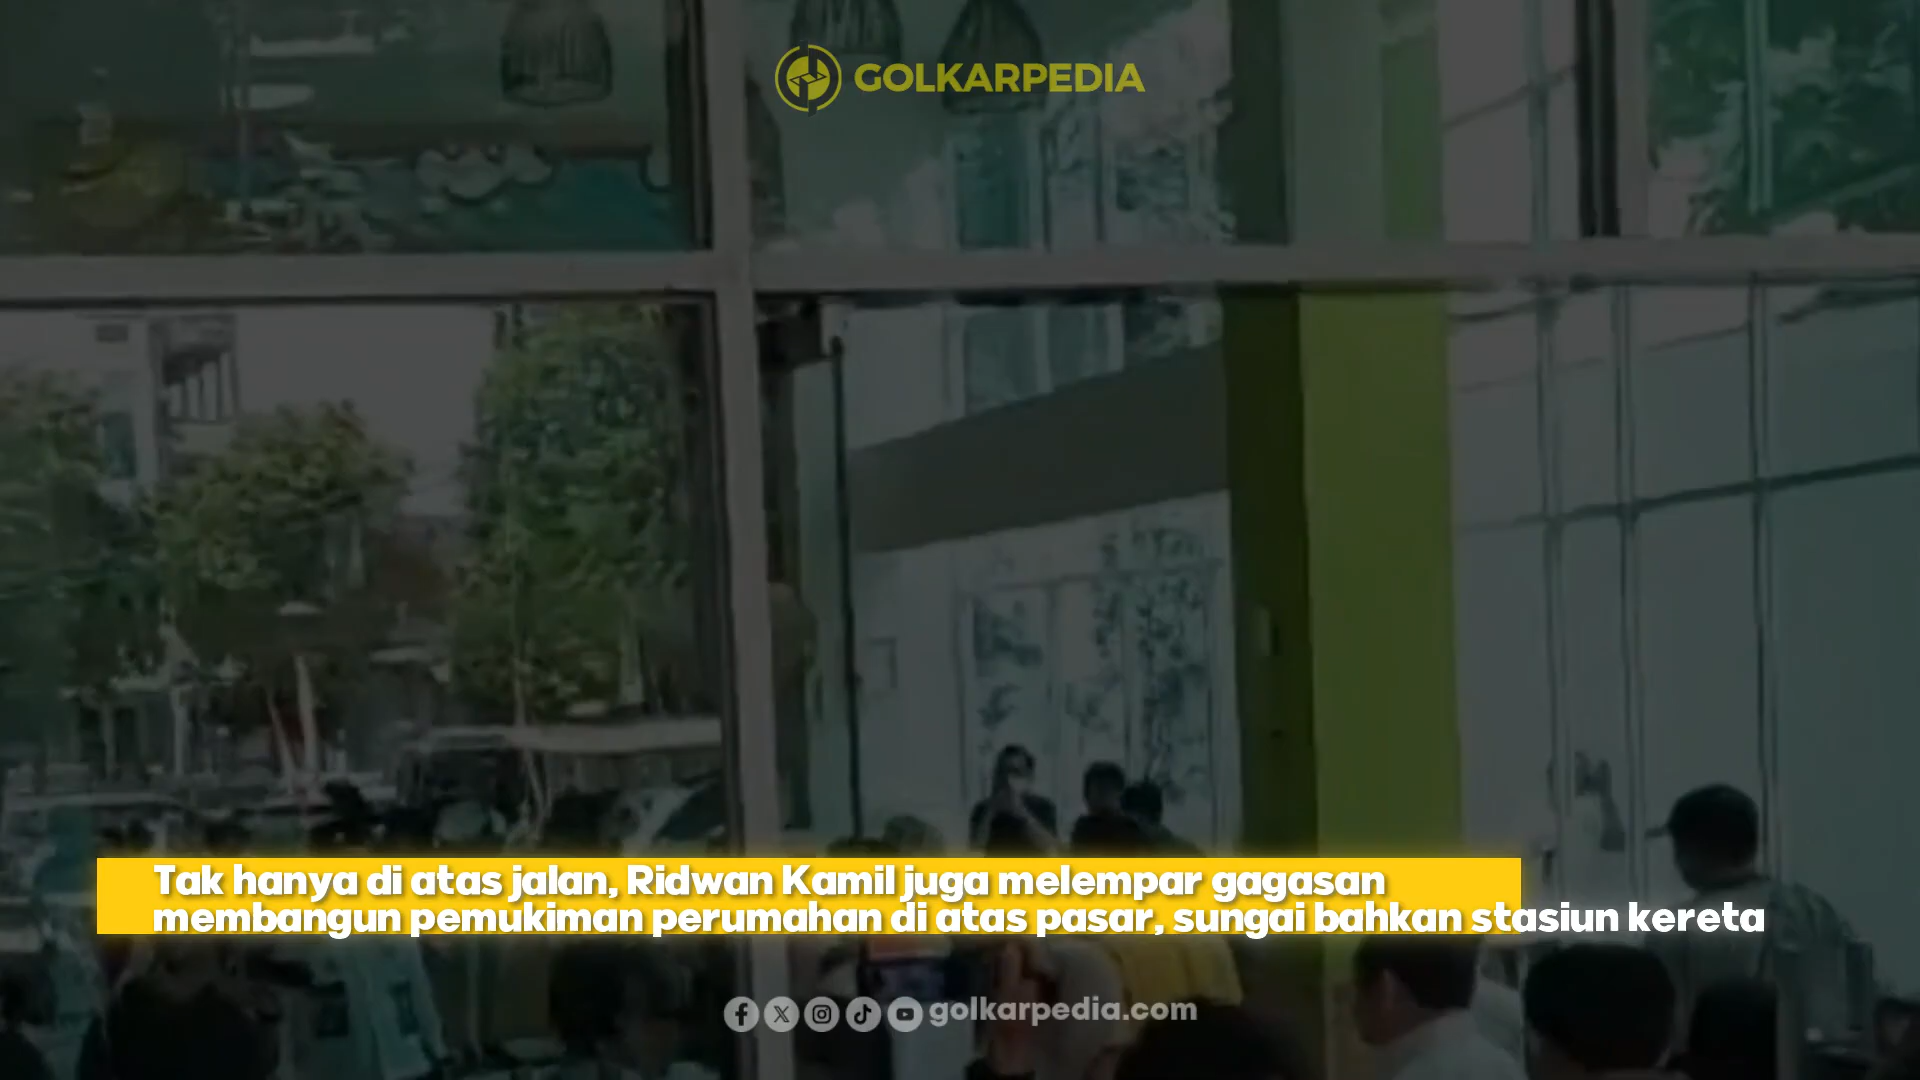 GOLKARPEDIA
Tak hanya di atas jalan, Ridwan Kamil juga melempar gagasan
membangun pemukiman perumahan di atas pasar, sungai bahkan stasiun kereta
golkarpedia.com